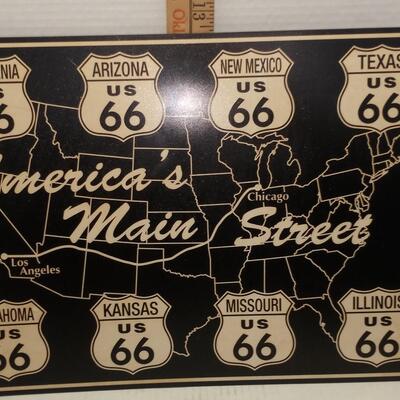 PRO
13
NIA
US
6
ARIZONA
US
66
NEW MEXICO
US
66
TEXAS
US
66
America's
Main Street
Chicago
Los
Angeles
AHOMA
US
66
KANSAS
US
66
MISSOURI
US
66
ILLINOIS
US
66